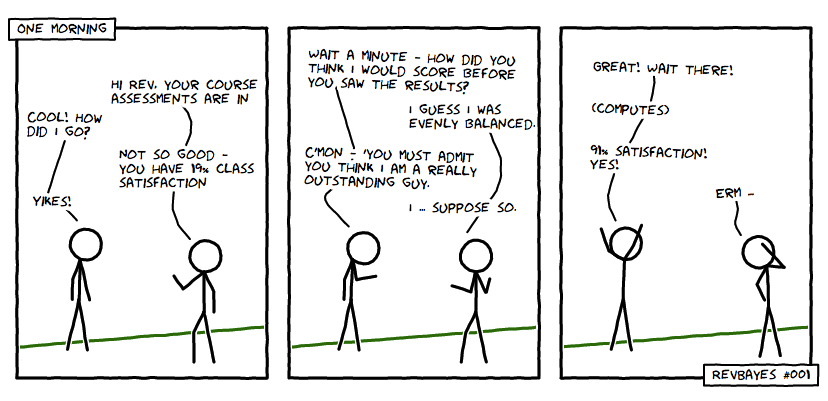 ONE MORNING
HI REV. YOUR COURSE
ASSESSMENTS ARE IN
COOL! HOW
DID I GO?
NOT SO GOOD -
YOU HAVE 19% CLASS
SATISFACTION
YIKES!
WAIT A MINUTE - HOW DID YOU
THINK I WOULD SCORE BEFORE
YOU SAW THE RESULTS?
I GUESS I WAS
EVENLY BALANCED.
C'MON - 'YOU MUST ADMIT
YOU THINK I AM A REALLY
OUTSTANDING GUY.
I ... SUPPOSE SO.
GREAT! WAIT THERE!
(COMPUTES)
91% SATISFACTION!
YES!
ERM ...
REVBAYES #001